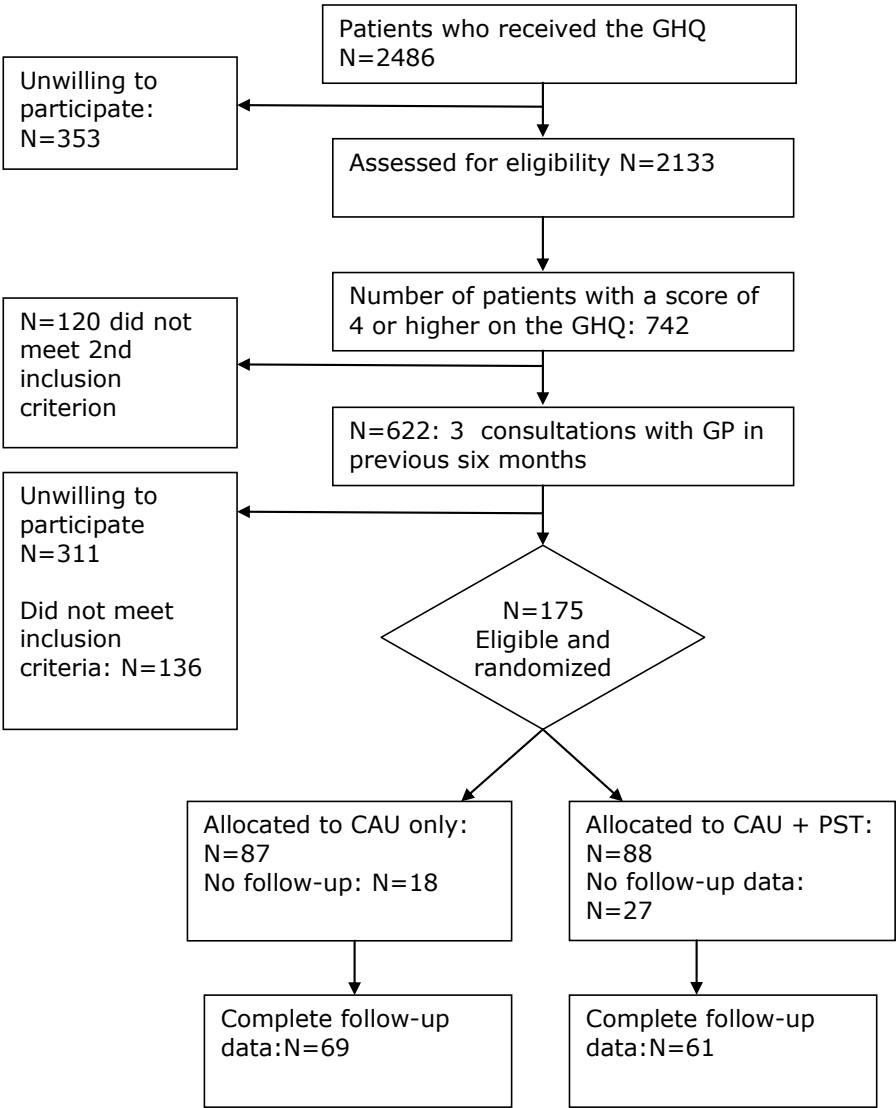 Patients who received the GHQ
N=2486
Unwilling to
participate:
N=353
Assessed for eligibility N=2133
Number of patients with a score of
4 or higher on the GHQ: 742
N=120 did not
meet 2nd
inclusion
criterion
N=622: 3  consultations with GP in
previous six months
Unwilling to
participate
N=311
Did not meet
inclusion
criteria: N=136
N=175
Eligible and
randomized
Allocated to CAU only:
N=87
No follow-up: N=18
Allocated to CAU + PST:
N=88
No follow-up data:
N=27
Complete follow-up
data:N=69
Complete follow-up
data:N=61